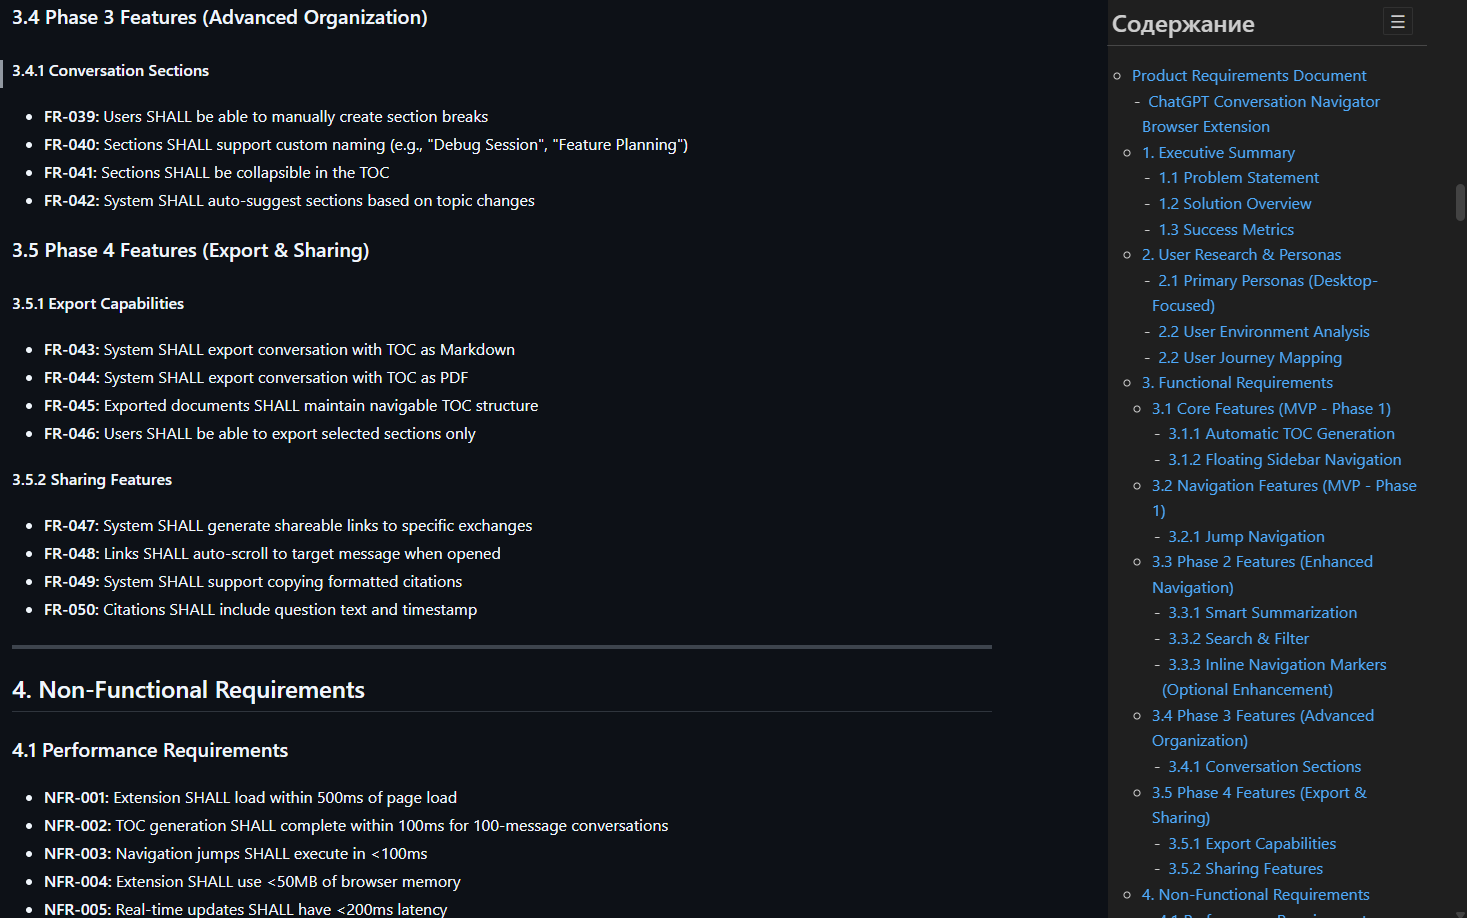 3.4 Phase 3 Features (Advanced Organization)
3.4.1 Conversation Sections
• FR-039: Users SHALL be able to manually create section breaks
• FR-040: Sections SHALL support custom naming (e.g., "Debug Session", "Feature Planning")
• FR-041: Sections SHALL be collapsible in the TOC
• FR-042: System SHALL auto-suggest sections based on topic changes
3.5 Phase 4 Features (Export & Sharing)
3.5.1 Export Capabilities
• FR-043: System SHALL export conversation with TOC as Markdown
• FR-044: System SHALL export conversation with TOC as PDF
• FR-045: Exported documents SHALL maintain navigable TOC structure
• FR-046: Users SHALL be able to export selected sections only
3.5.2 Sharing Features
• FR-047: System SHALL generate shareable links to specific exchanges
• FR-048: Links SHALL auto-scroll to target message when opened
• FR-049: System SHALL support copying formatted citations
• FR-050: Citations SHALL include question text and timestamp
4. Non-Functional Requirements
4.1 Performance Requirements
• NFR-001: Extension SHALL load within 500ms of page load
• NFR-002: TOC generation SHALL complete within 100ms for 100-message conversations
• NFR-003: Navigation jumps SHALL execute in <100ms
• NFR-004: Extension SHALL use <50MB of browser memory
• NFR-005: Real-time updates SHALL have <200ms latency
Содержание
Product Requirements Document
- ChatGPT Conversation Navigator
Browser Extension
1. Executive Summary
- 1.1 Problem Statement
- 1.2 Solution Overview
- 1.3 Success Metrics
2. User Research & Personas
- 2.1 Primary Personas (Desktop-
Focused)
- 2.2 User Environment Analysis
- 2.2 User Journey Mapping
3. Functional Requirements
3.1 Core Features (MVP - Phase 1)
- 3.1.1 Automatic TOC Generation
- 3.1.2 Floating Sidebar Navigation
3.2 Navigation Features (MVP - Phase
1)
- 3.2.1 Jump Navigation
3.3 Phase 2 Features (Enhanced
Navigation)
- 3.3.1 Smart Summarization
- 3.3.2 Search & Filter
- 3.3.3 Inline Navigation Markers
(Optional Enhancement)
3.4 Phase 3 Features (Advanced
Organization)
- 3.4.1 Conversation Sections
3.5 Phase 4 Features (Export &
Sharing)
- 3.5.1 Export Capabilities
- 3.5.2 Sharing Features
4. Non-Functional Requirements